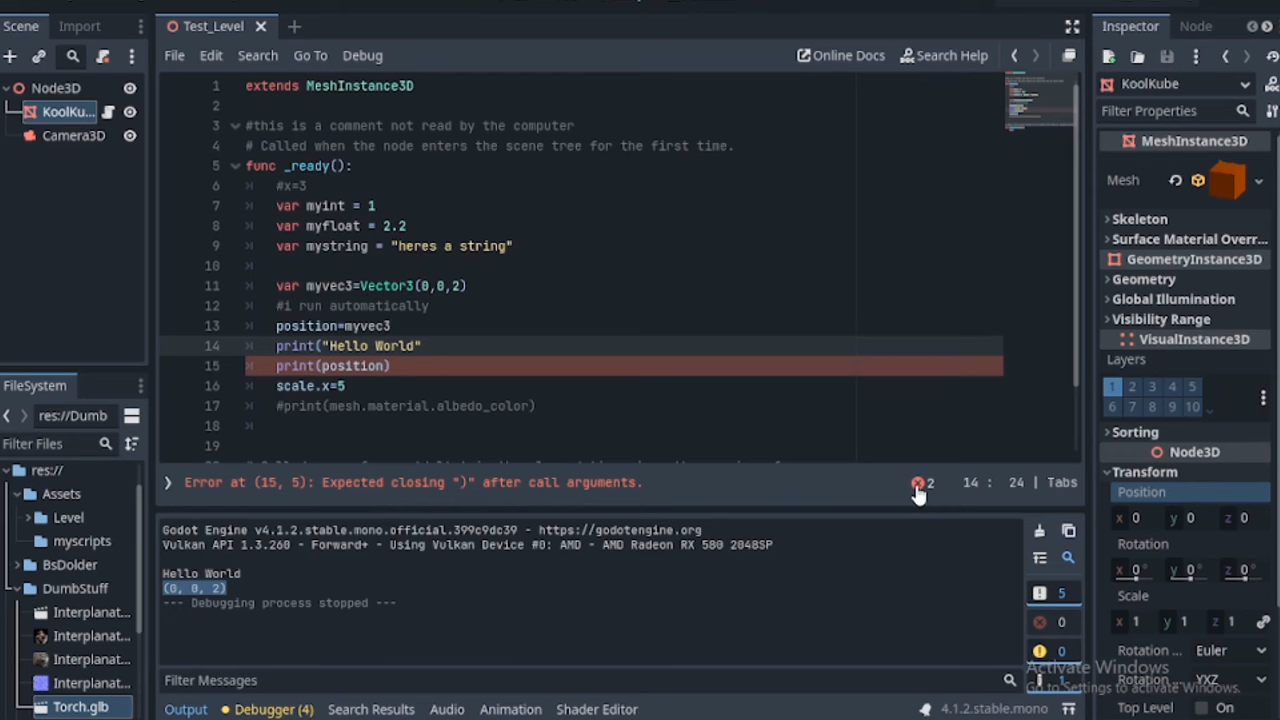 Scene Import
Test_Level
Inspector Node
File Edit Search Go To Debug
Online Docs Search Help
Node3D
KoolKu...
Camera3D
1 extends MeshInstance3D
2
3 #this is a comment not read by the computer
4 # Called when the node enters the scene tree for the first time.
5 func _ready():
6 #x=3
7 var myint = 1
8 var myfloat = 2.2
9 var mystring = "heres a string"
10
11 var myvec3=Vector3(0,0,2)
12 #i run automatically
13 position=myvec3
14 print("Hello World"
15 print(position)
16 scale.x=5
17 #print(mesh.material.albedo_color)
18
19
Error at (15, 5): Expected closing ")" after call arguments.
2 14 : 24 | Tabs
Godot Engine v4.1.2.stable.mono.official.399c9dc39 - https://godotengine.org
Vulkan API 1.3.260 - Forward+ - Using Vulkan Device #0: AMD - AMD Radeon RX 580 2048SP
Hello World
(0, 0, 2)
--- Debugging process stopped ---
5
0
0
1
Filter Messages
Output Debugger (4) Search Results Audio Animation Shader Editor
4.1.2.stable.mono
FileSystem
res://Dumb
Filter Files
res://
Assets
Level
myscripts
BsDolder
DumbStuff
Interplanat...
Interplanat...
Interplanat...
Interplanat...
Torch.glb
KoolKube
Filter Properties
MeshInstance3D
Mesh
Skeleton
Surface Material Overr...
GeometryInstance3D
Geometry
Global Illumination
Visibility Range
VisualInstance3D
Layers
1 2 3 4 5
6 7 8 9 10
Sorting
Node3D
Transform
Position
x 0 y 0 z 0
Rotation
x 0° y 0° z 0°
Scale
x 1 y 1 z 1
Rotation ... Euler
Rotation... YXZ
Top Level On
Activate Windows
Go to Settings to activate Windows.